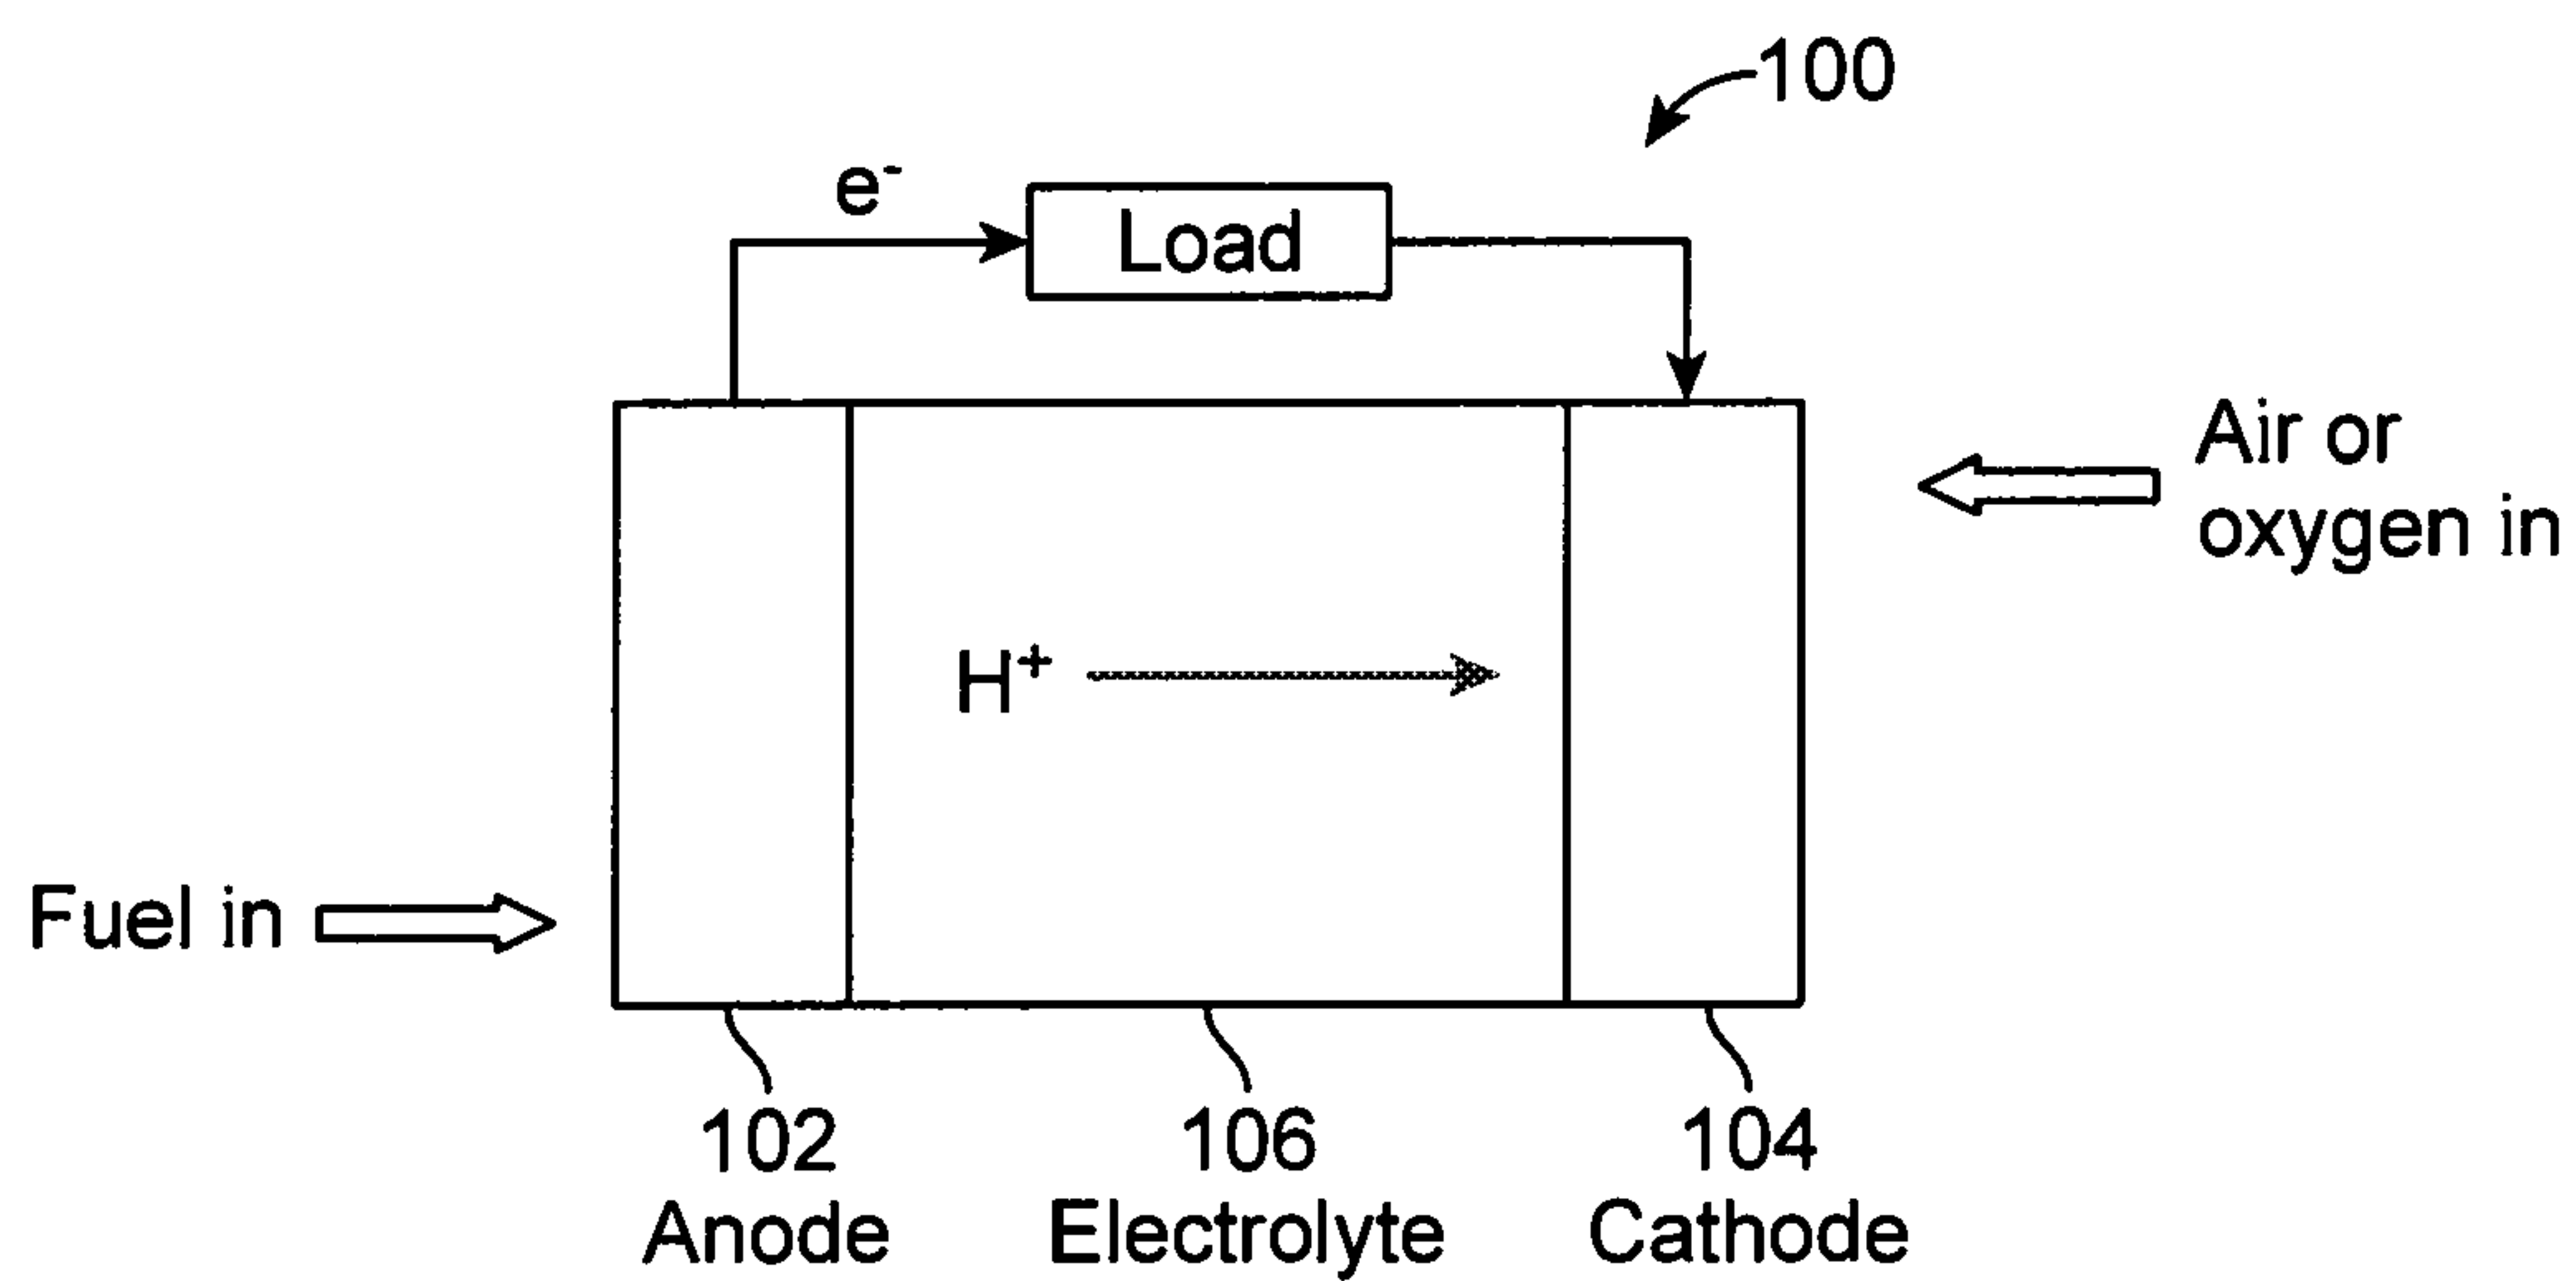 100
e-
Load
Air or
oxygen in
H+
Fuel in
102
Anode
106
Electrolyte
104
Cathode